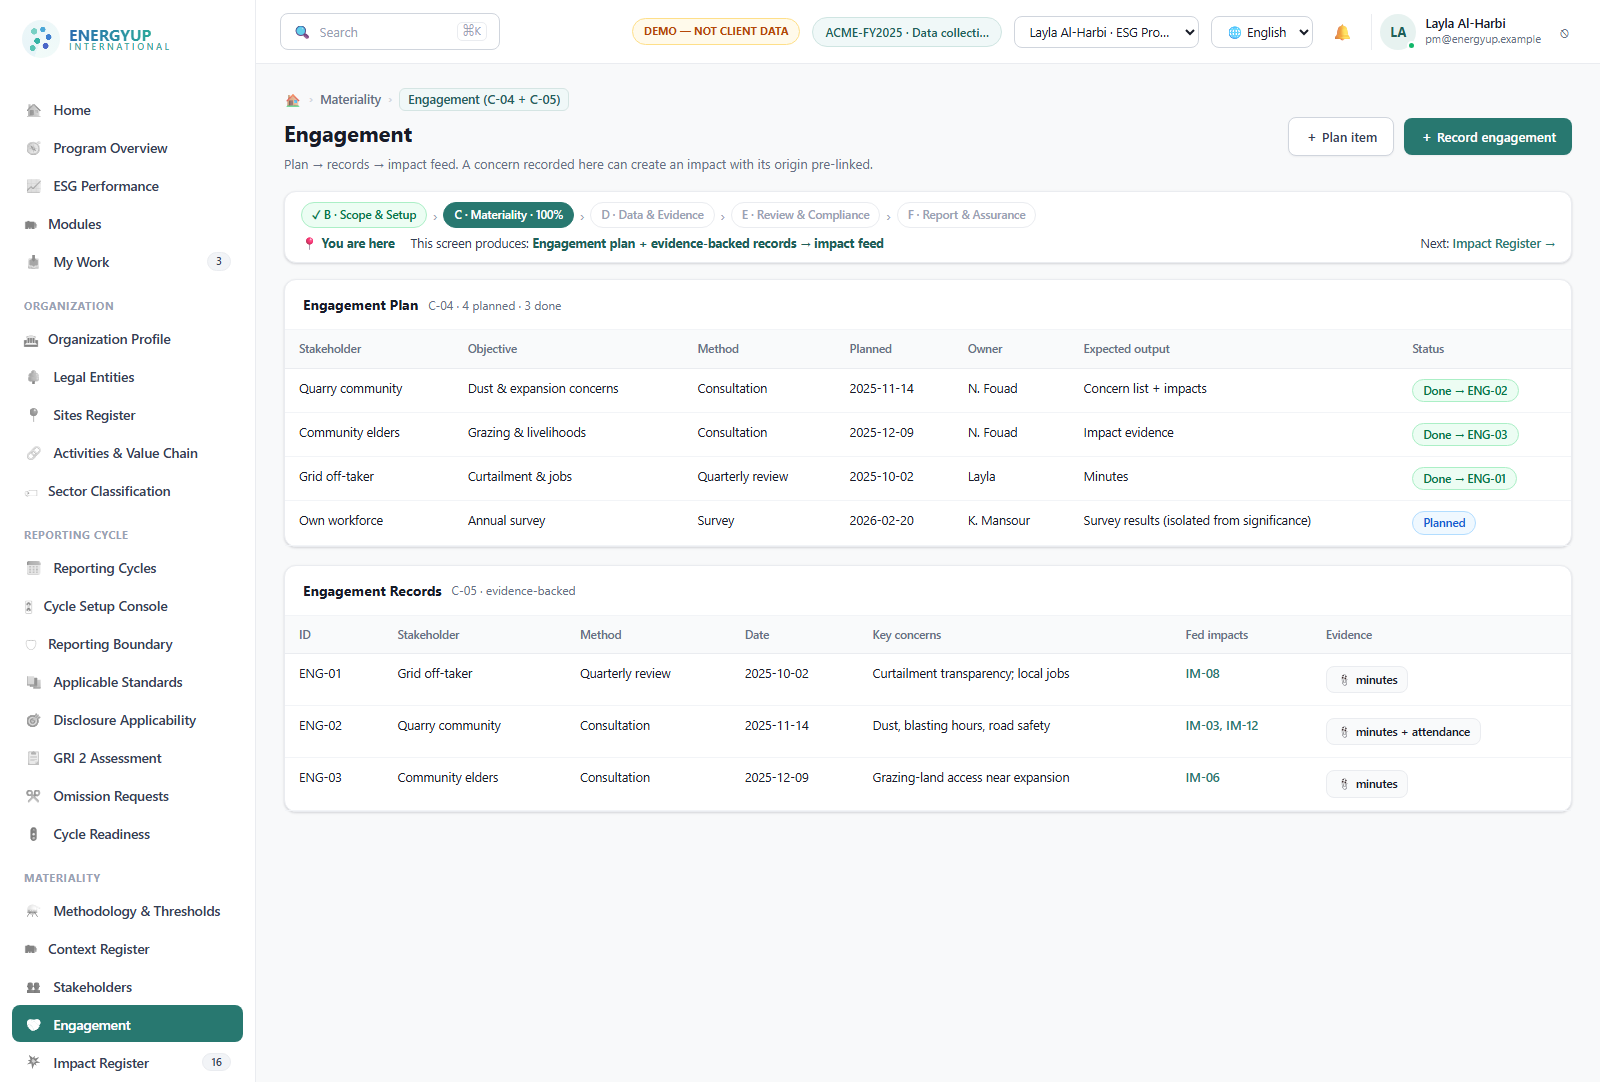 ENERGYUP
INTERNATIONAL
Search
⌘K
DEMO — NOT CLIENT DATA
ACME-FY2025 · Data collecti...
Layla Al-Harbi · ESG Pro...
English
LA
Layla Al-Harbi
pm@energyup.example
Home
Program Overview
ESG Performance
Modules
My Work
3
ORGANIZATION
Organization Profile
Legal Entities
Sites Register
Activities & Value Chain
Sector Classification
REPORTING CYCLE
Reporting Cycles
Cycle Setup Console
Reporting Boundary
Applicable Standards
Disclosure Applicability
GRI 2 Assessment
Omission Requests
Cycle Readiness
MATERIALITY
Methodology & Thresholds
Context Register
Stakeholders
Engagement
Impact Register
16
› Materiality › Engagement (C-04 + C-05)
Engagement
Plan → records → impact feed. A concern recorded here can create an impact with its origin pre-linked.
+ Plan item
+ Record engagement
✓ B · Scope & Setup › C · Materiality · 100% › D · Data & Evidence › E · Review & Compliance › F · Report & Assurance
You are here This screen produces: Engagement plan + evidence-backed records → impact feed
Next: Impact Register →
Engagement Plan C-04 · 4 planned · 3 done
Stakeholder Objective Method Planned Owner Expected output Status
Quarry community Dust & expansion concerns Consultation 2025-11-14 N. Fouad Concern list + impacts Done → ENG-02
Community elders Grazing & livelihoods Consultation 2025-12-09 N. Fouad Impact evidence Done → ENG-03
Grid off-taker Curtailment & jobs Quarterly review 2025-10-02 Layla Minutes Done → ENG-01
Own workforce Annual survey Survey 2026-02-20 K. Mansour Survey results (isolated from significance) Planned
Engagement Records C-05 · evidence-backed
ID Stakeholder Method Date Key concerns Fed impacts Evidence
ENG-01 Grid off-taker Quarterly review 2025-10-02 Curtailment transparency; local jobs IM-08 minutes
ENG-02 Quarry community Consultation 2025-11-14 Dust, blasting hours, road safety IM-03, IM-12 minutes + attendance
ENG-03 Community elders Consultation 2025-12-09 Grazing-land access near expansion IM-06 minutes